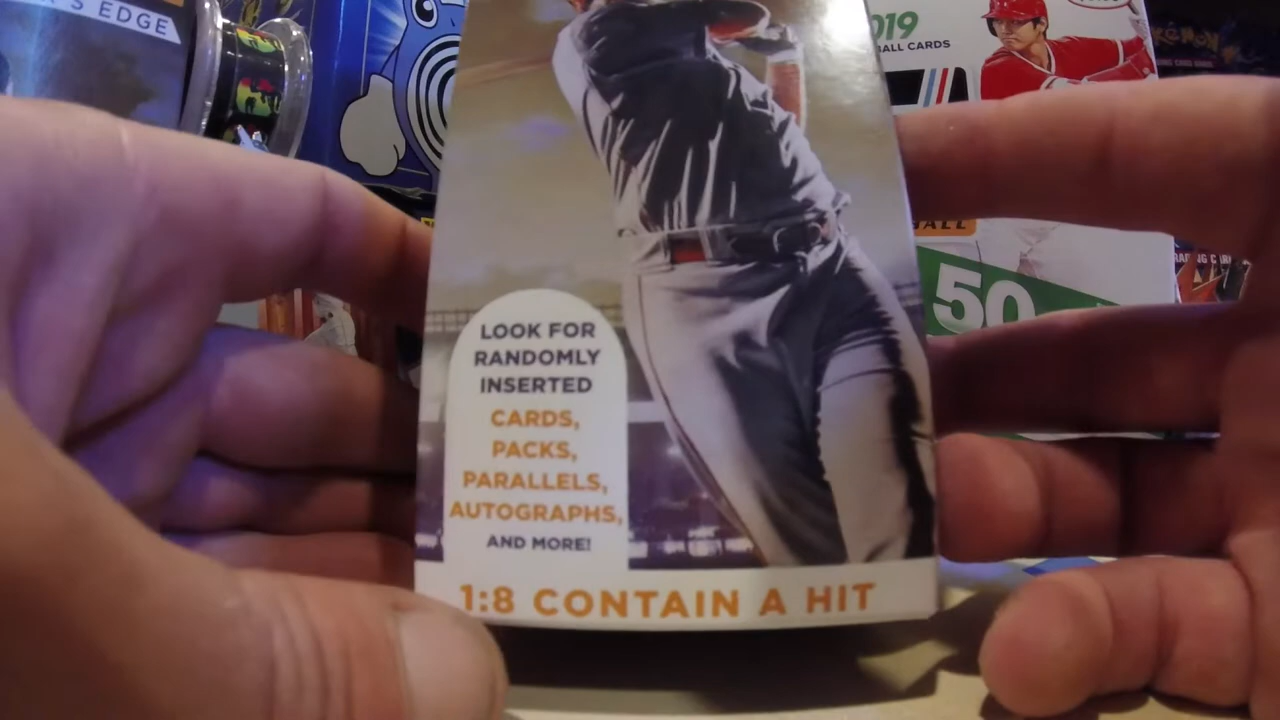 'S EDGE
019
ALL CARDS
POKÉMON
ALL
50
LOOK FOR
RANDOMLY
INSERTED
CARDS,
PACKS,
PARALLELS,
AUTOGRAPHS,
AND MORE!
1:8 CONTAIN A HIT